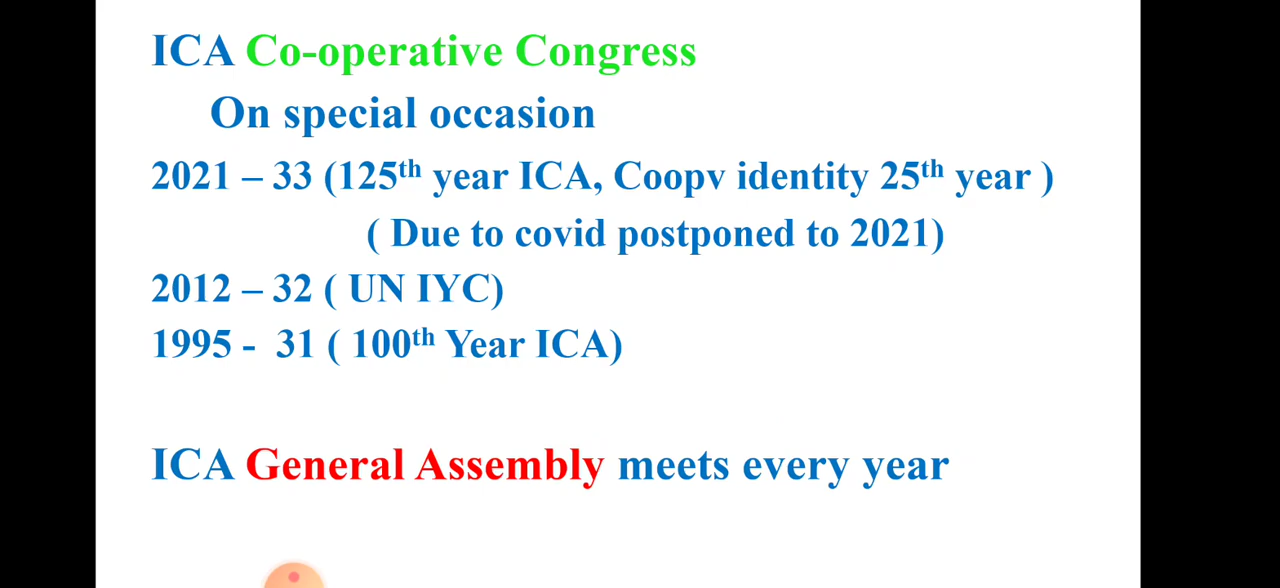 ICA Co-operative Congress
On special occasion
2021 – 33 (125th year ICA, Coopv identity 25th year )
( Due to covid postponed to 2021)
2012 – 32 ( UN IYC)
1995 -  31 ( 100th Year ICA)
ICA General Assembly meets every year